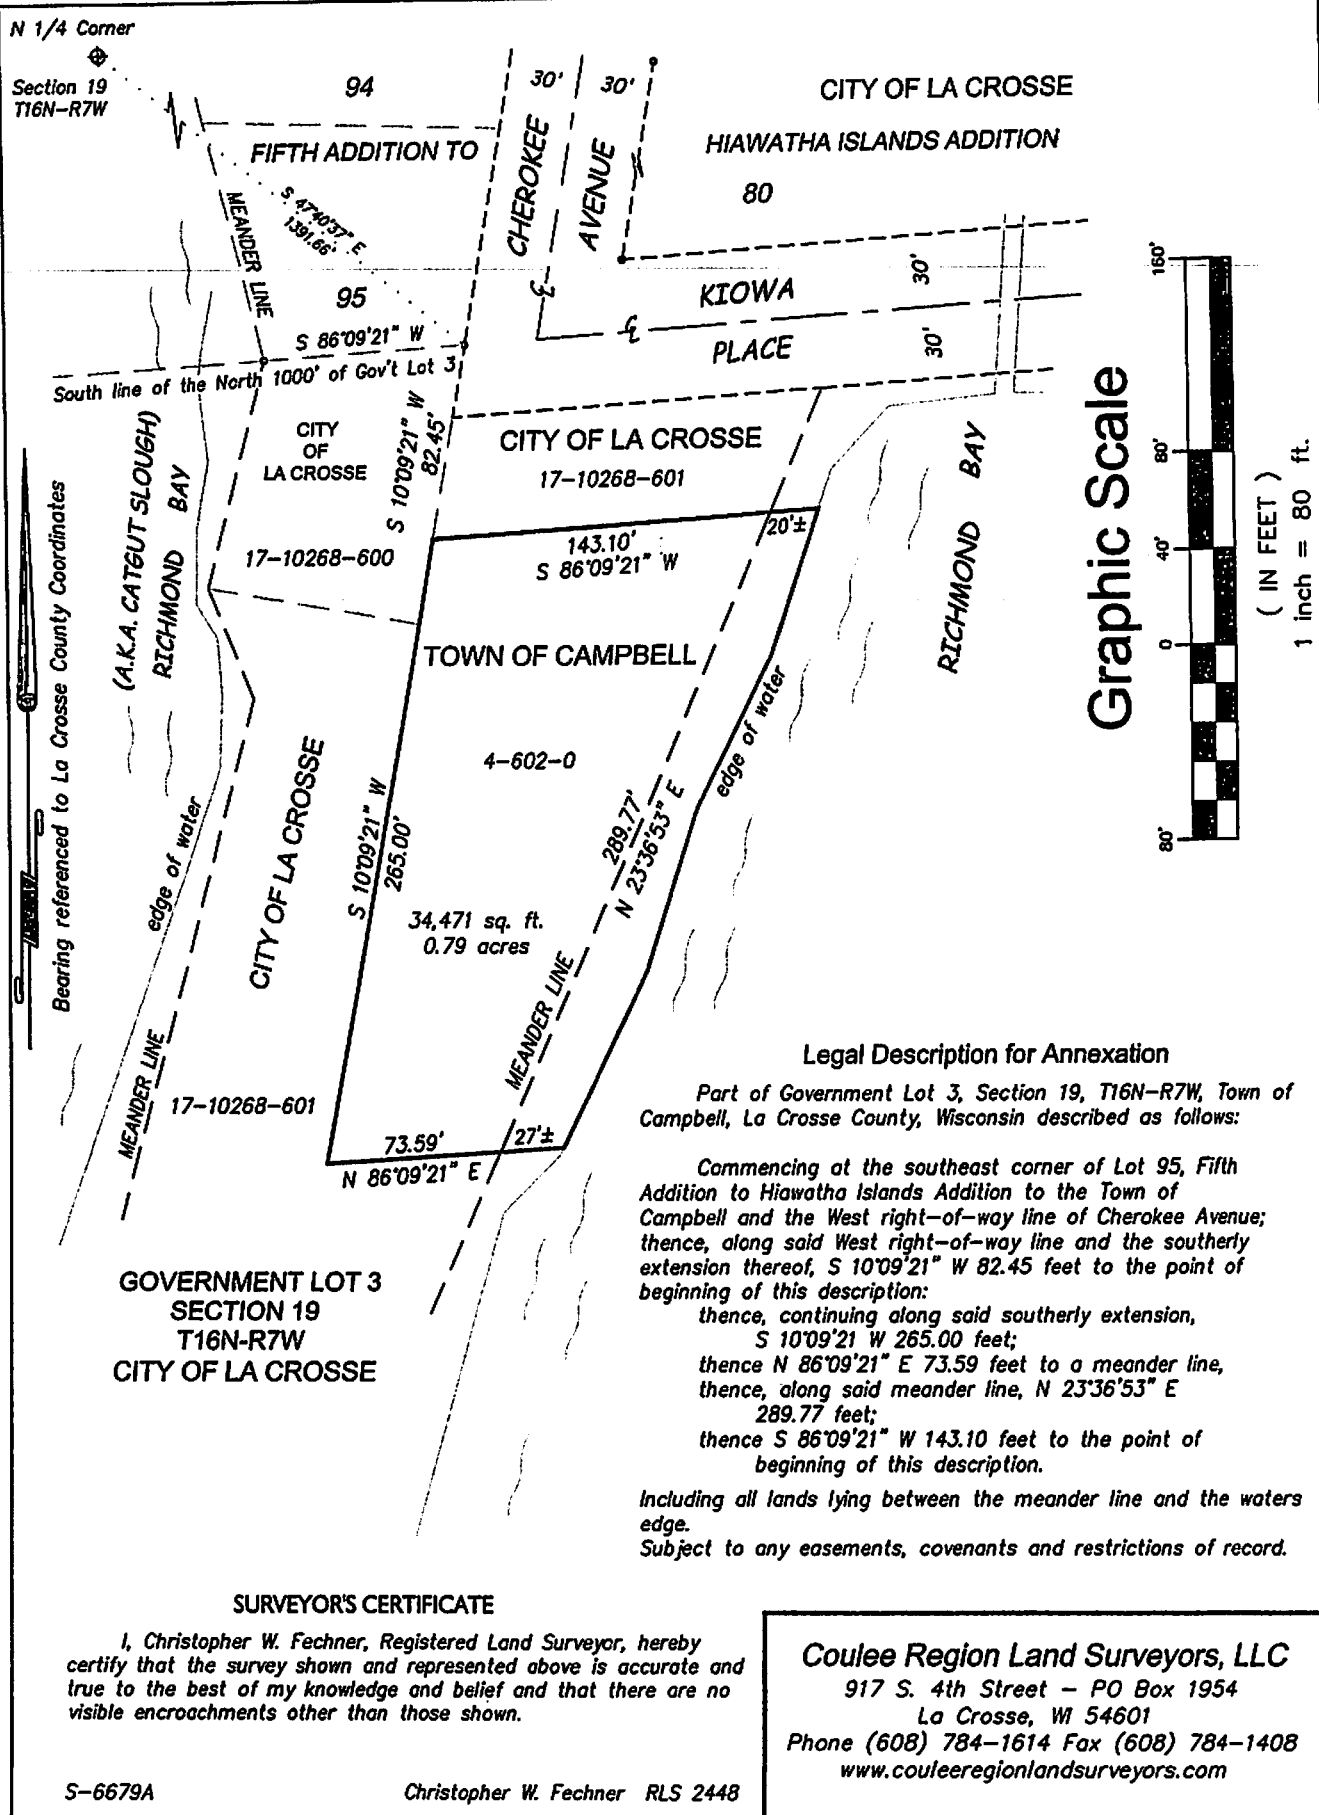 N 1/4 Corner
Section 19
T16N-R7W
94
30'
30'
CITY OF LA CROSSE
FIFTH ADDITION TO
HIAWATHA ISLANDS ADDITION
CHEROKEE
AVENUE
80
MEANDER LINE
S 47°40'37" E
1391.66'
95
KIOWA
30'
S 86°09'21" W
PLACE
30'
South line of the North 1000' of Gov't Lot 3
CITY
OF
LA CROSSE
S 10°09'21" W
82.45'
CITY OF LA CROSSE
17-10268-601
(A.K.A. CATGUT SLOUGH)
RICHMOND BAY
17-10268-600
143.10'
S 86°09'21" W
20'±
RICHMOND BAY
TOWN OF CAMPBELL
4-602-0
edge of water
Bearing referenced to La Crosse County Coordinates
CITY OF LA CROSSE
S 10°09'21" W
265.00'
289.77'
N 23°36'53" E
edge of water
34,471 sq. ft.
0.79 acres
MEANDER LINE
MEANDER LINE
17-10268-601
73.59'
27'±
N 86°09'21" E
160'
80'
40'
0
80'
Graphic Scale
( IN FEET )
1 inch = 80 ft.
GOVERNMENT LOT 3
SECTION 19
T16N-R7W
CITY OF LA CROSSE
Legal Description for Annexation
Part of Government Lot 3, Section 19, T16N-R7W, Town of
Campbell, La Crosse County, Wisconsin described as follows:
Commencing at the southeast corner of Lot 95, Fifth
Addition to Hiawatha Islands Addition to the Town of
Campbell and the West right-of-way line of Cherokee Avenue;
thence, along said West right-of-way line and the southerly
extension thereof, S 10°09'21" W 82.45 feet to the point of
beginning of this description:
thence, continuing along said southerly extension,
S 10°09'21 W 265.00 feet;
thence N 86°09'21" E 73.59 feet to a meander line,
thence, along said meander line, N 23°36'53" E
289.77 feet;
thence S 86°09'21" W 143.10 feet to the point of
beginning of this description.
Including all lands lying between the meander line and the waters
edge.
Subject to any easements, covenants and restrictions of record.
SURVEYOR'S CERTIFICATE
I, Christopher W. Fechner, Registered Land Surveyor, hereby
certify that the survey shown and represented above is accurate and
true to the best of my knowledge and belief and that there are no
visible encroachments other than those shown.
S-6679A
Christopher W. Fechner RLS 2448
Coulee Region Land Surveyors, LLC
917 S. 4th Street - PO Box 1954
La Crosse, WI 54601
Phone (608) 784-1614 Fax (608) 784-1408
www.couleeregionlandsurveyors.com